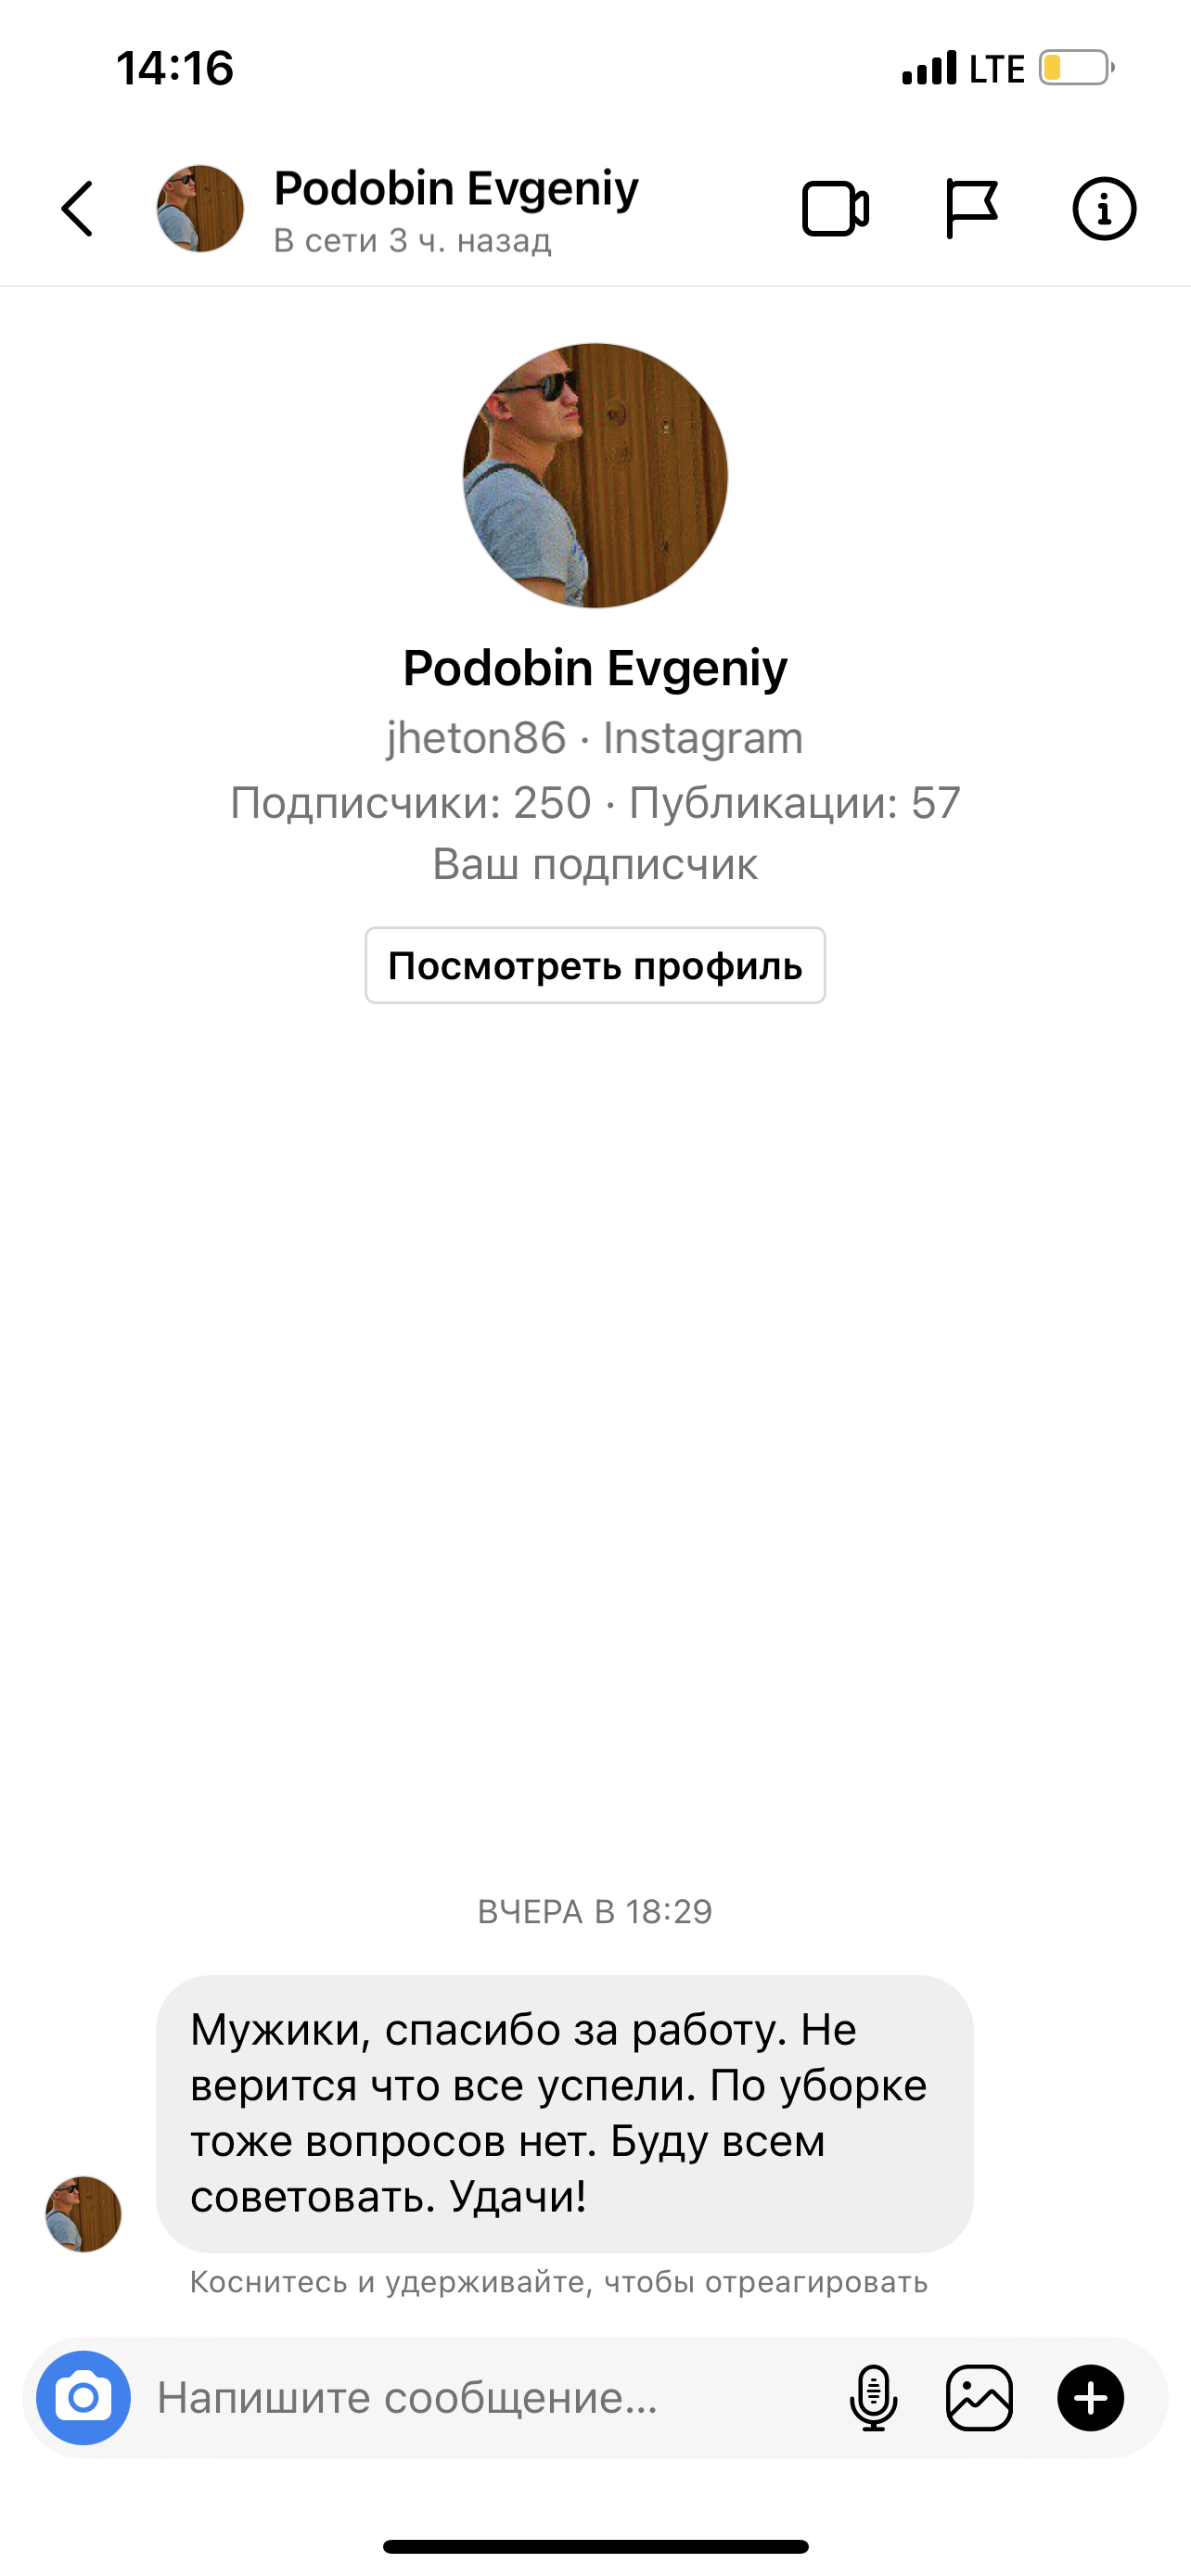 14:16
LTE
Podobin Evgeniy
В сети 3 ч. назад
Podobin Evgeniy
jheton86 · Instagram
Подписчики: 250 · Публикации: 57
Ваш подписчик
Посмотреть профиль
ВЧЕРА В 18:29
Мужики, спасибо за работу. Не
верится что все успели. По уборке
тоже вопросов нет. Буду всем
советовать. Удачи!
Коснитесь и удерживайте, чтобы отреагировать
Напишите сообщение...